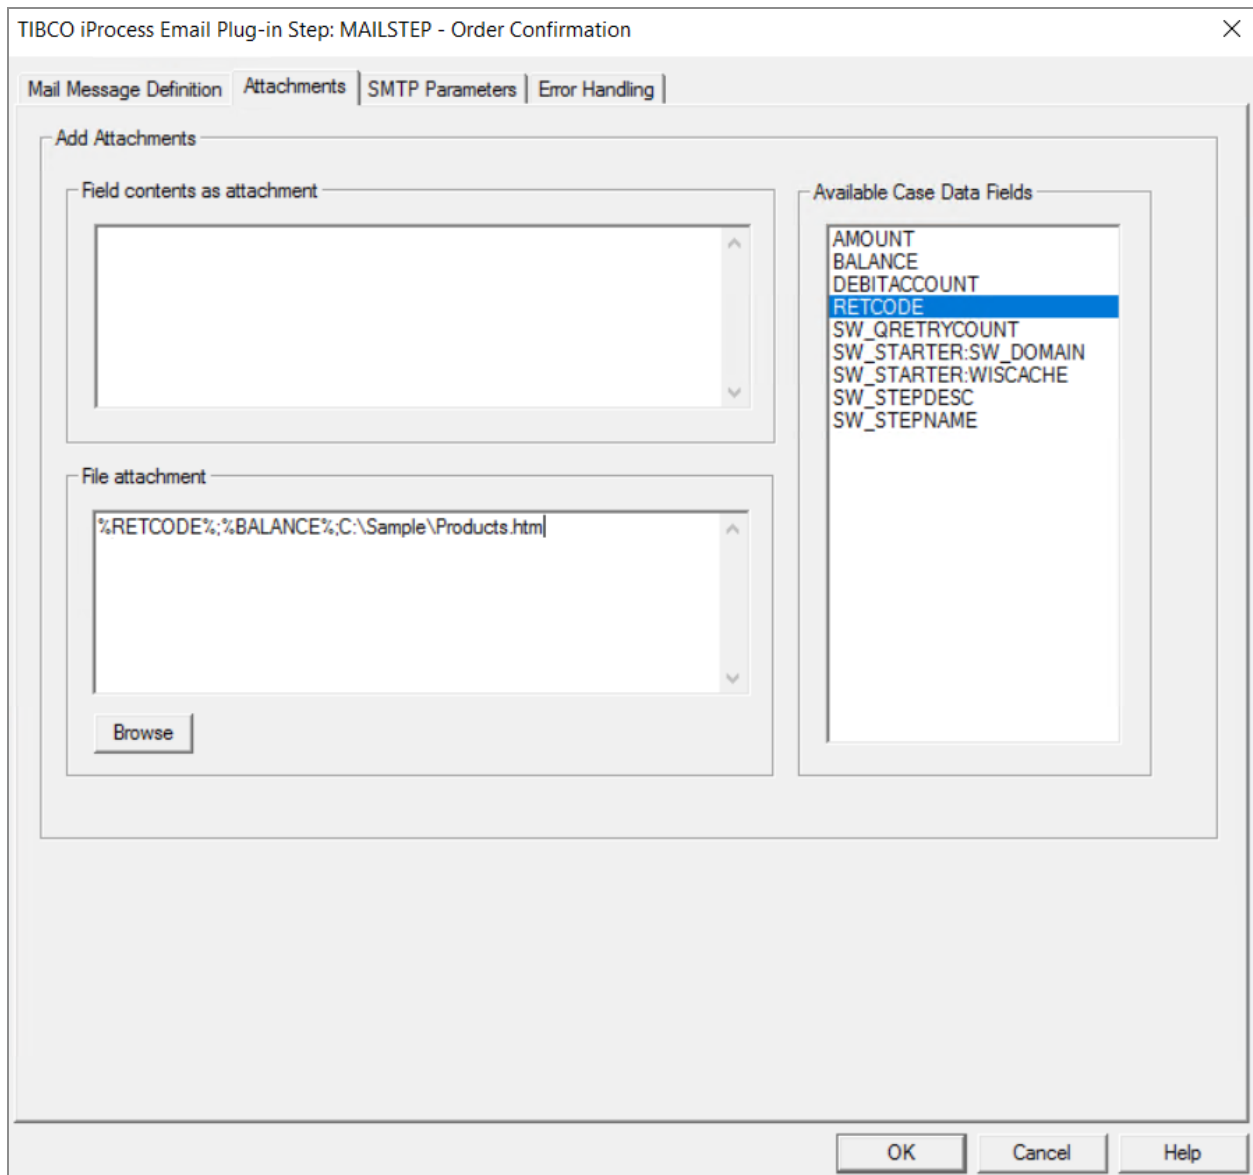 TIBCO iProcess Email Plug-in Step: MAILSTEP - Order Confirmation
Mail Message Definition
Attachments
SMTP Parameters
Error Handling
Add Attachments
Field contents as attachment
File attachment
%RETCODE%;%BALANCE%;C:\Sample\Products.htm
Browse
Available Case Data Fields
AMOUNT
BALANCE
DEBITACCOUNT
RETCODE
SW_QRETRYCOUNT
SW_STARTER:SW_DOMAIN
SW_STARTER:WISCACHE
SW_STEPDESC
SW_STEPNAME
OK
Cancel
Help